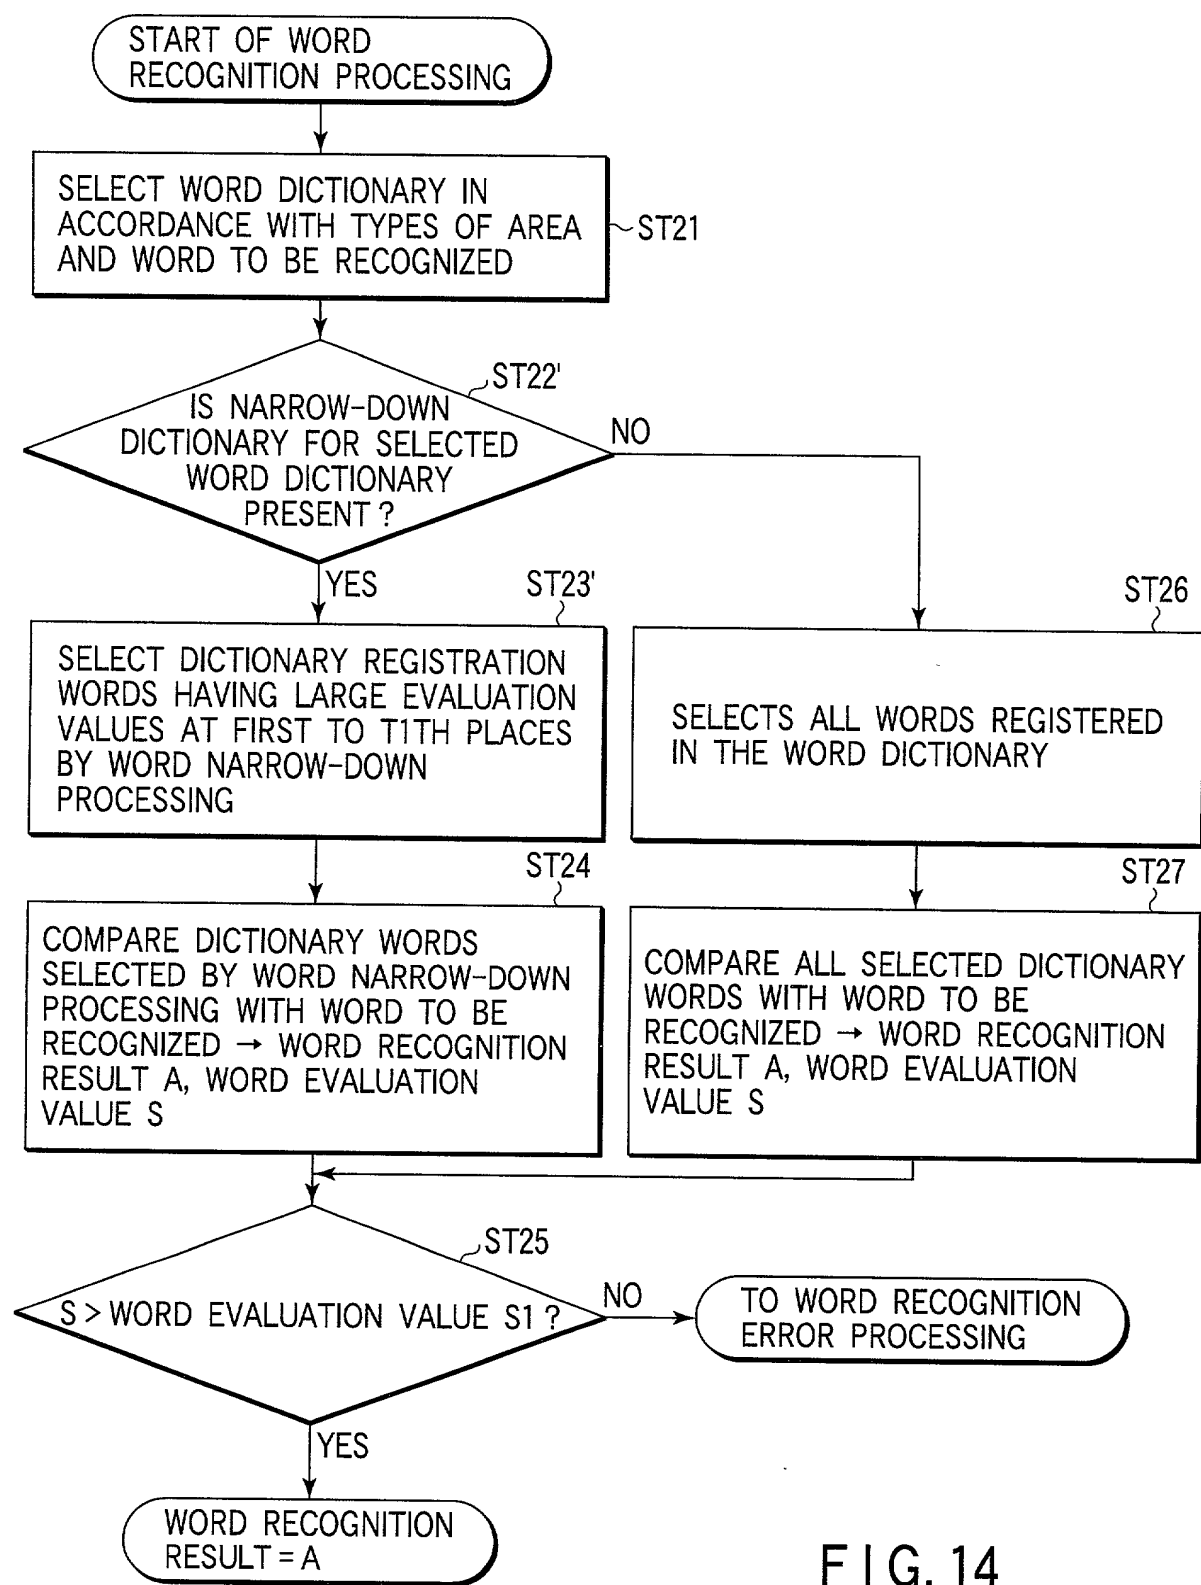 START OF WORD
RECOGNITION PROCESSING
SELECT WORD DICTIONARY IN
ACCORDANCE WITH TYPES OF AREA
AND WORD TO BE RECOGNIZED
ST21
ST22'
IS NARROW-DOWN
DICTIONARY FOR SELECTED
WORD DICTIONARY
PRESENT?
NO
YES
ST23'
SELECT DICTIONARY REGISTRATION
WORDS HAVING LARGE EVALUATION
VALUES AT FIRST TO T1TH PLACES
BY WORD NARROW-DOWN
PROCESSING
ST26
SELECTS ALL WORDS REGISTERED
IN THE WORD DICTIONARY
ST24
COMPARE DICTIONARY WORDS
SELECTED BY WORD NARROW-DOWN
PROCESSING WITH WORD TO BE
RECOGNIZED → WORD RECOGNITION
RESULT A, WORD EVALUATION
VALUE S
ST27
COMPARE ALL SELECTED DICTIONARY
WORDS WITH WORD TO BE
RECOGNIZED → WORD RECOGNITION
RESULT A, WORD EVALUATION
VALUE S
ST25
S > WORD EVALUATION VALUE S1 ?
NO
TO WORD RECOGNITION
ERROR PROCESSING
YES
WORD RECOGNITION
RESULT = A
FIG. 14